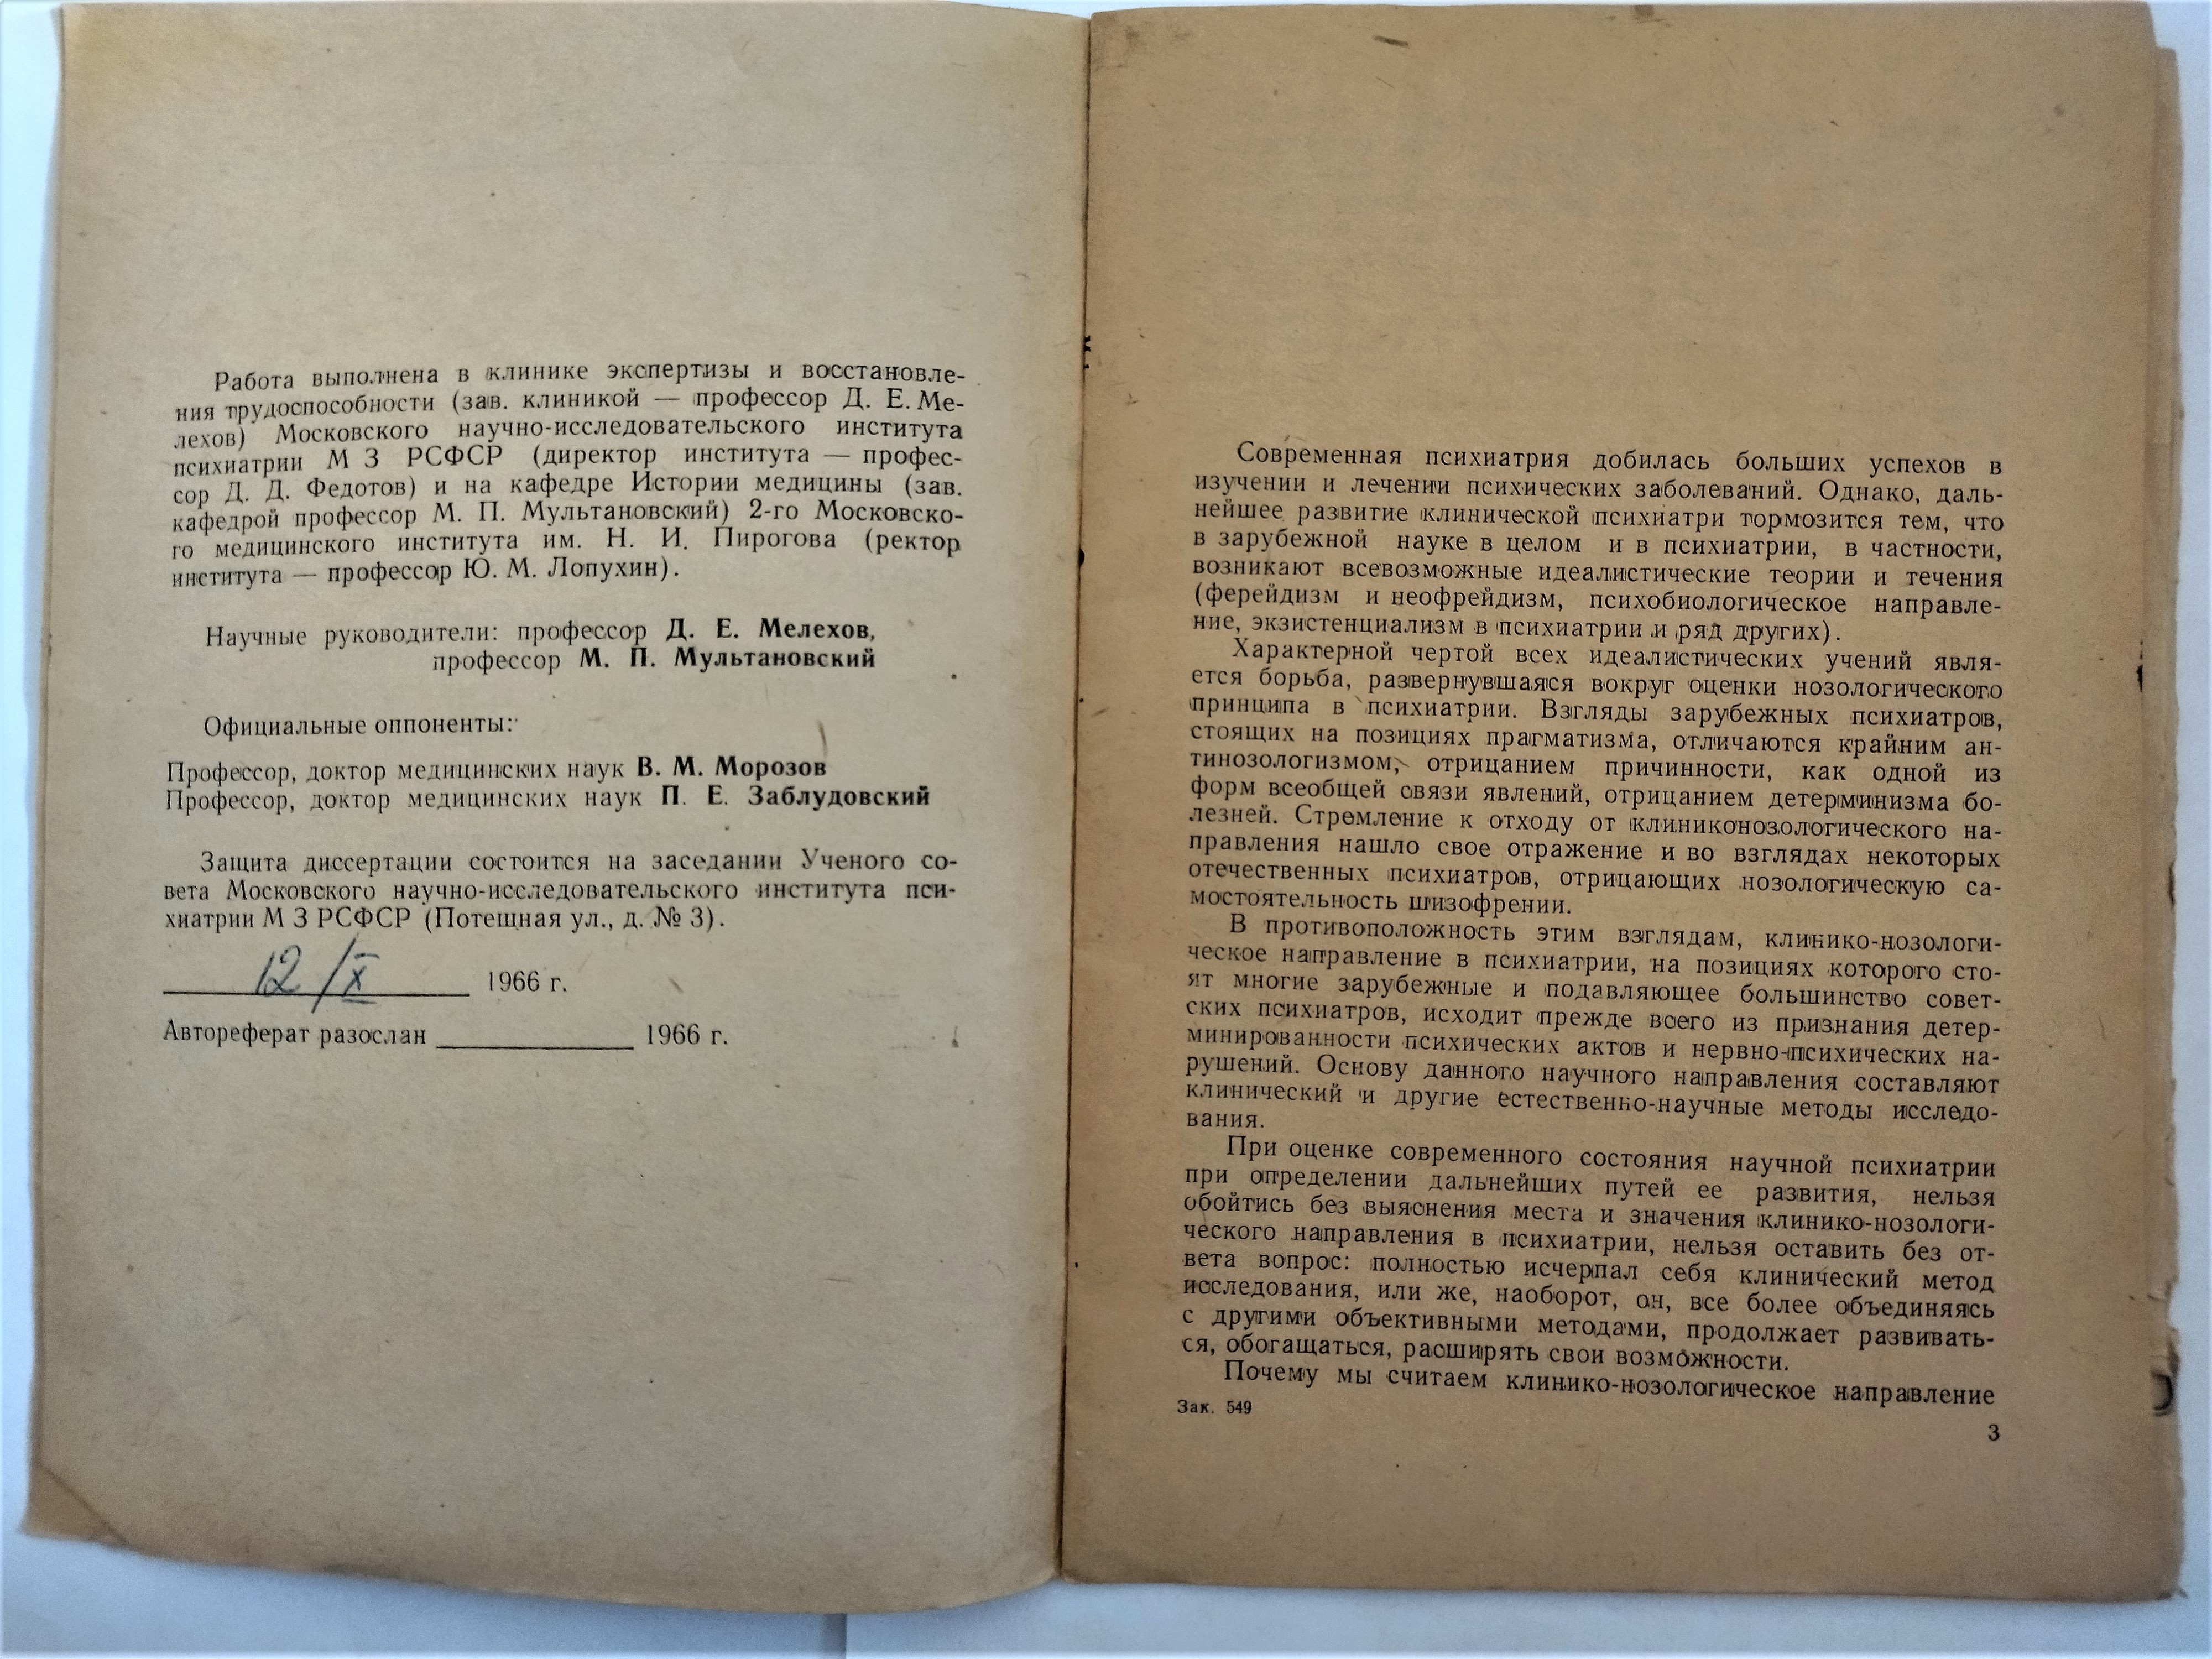 Работа выполнена в клинике экспертизы и восстановле-
ния трудоспособности (зав. клиникой — профессор Д. Е. Ме-
лехов) Московского научно-исследовательского института
психиатрии М З РСФСР (директор института — профес-
сор Д. Д. Федотов) и на кафедре Истории медицины (зав.
кафедрой профессор М. П. Мультановский) 2-го Московско-
го медицинского института им. Н. И. Пирогова (ректор
института — профессор Ю. М. Лопухин).
Научные руководители: профессор Д. Е. Мелехов,
профессор М. П. Мультановский
Официальные оппоненты:
Профессор, доктор медицинских наук В. М. Морозов
Профессор, доктор медицинских наук П. Е. Заблудовский
Защита диссертации состоится на заседании Ученого со-
вета Московского научно-исследовательского института пси-
хиатрии М З РСФСР (Потешная ул., д. № 3).
12/X 1966 г.
Автореферат разослан 1966 г.
Современная психиатрия добилась больших успехов в
изучении и лечении психических заболеваний. Однако, даль-
нейшее развитие клинической психиатри тормозится тем, что
в зарубежной науке в целом и в психиатрии, в частности,
возникают всевозможные идеалистические теории и течения
(ферейдизм и неофрейдизм, психобиологическое направле-
ние, экзистенциализм в психиатрии и ряд других).
Характерной чертой всех идеалистических учений явля-
ется борьба, развернувшаяся вокруг оценки нозологического
принципа в психиатрии. Взгляды зарубежных психиатров,
стоящих на позициях прагматизма, отличаются крайним ан-
тинозологизмом, отрицанием причинности, как одной из
форм всеобщей связи явлений, отрицанием детерминизма бо-
лезней. Стремление к отходу от клиниконозологического на-
правления нашло свое отражение и во взглядах некоторых
отечественных психиатров, отрицающих нозологическую са-
мостоятельность шизофрении.
В противоположность этим взглядам, клинико-нозологи-
ческое направление в психиатрии, на позициях которого сто-
ят многие зарубежные и подавляющее большинство совет-
ских психиатров, исходит прежде всего из признания детер-
минированности психических актов и нервно-психических на-
рушений. Основу данного научного направления составляют
клинический и другие естественно-научные методы исследо-
вания.
При оценке современного состояния научной психиатрии
при определении дальнейших путей ее развития, нельзя
обойтись без выяснения места и значения клинико-нозологи-
ческого направления в психиатрии, нельзя оставить без от-
вета вопрос: полностью исчерпал себя клинический метод
исследования, или же, наоборот, он, все более объединяясь
с другими объективными методами, продолжает развивать-
ся, обогащаться, расширять свои возможности.
Почему мы считаем клинико-нозологическое направление
Зак. 549
3